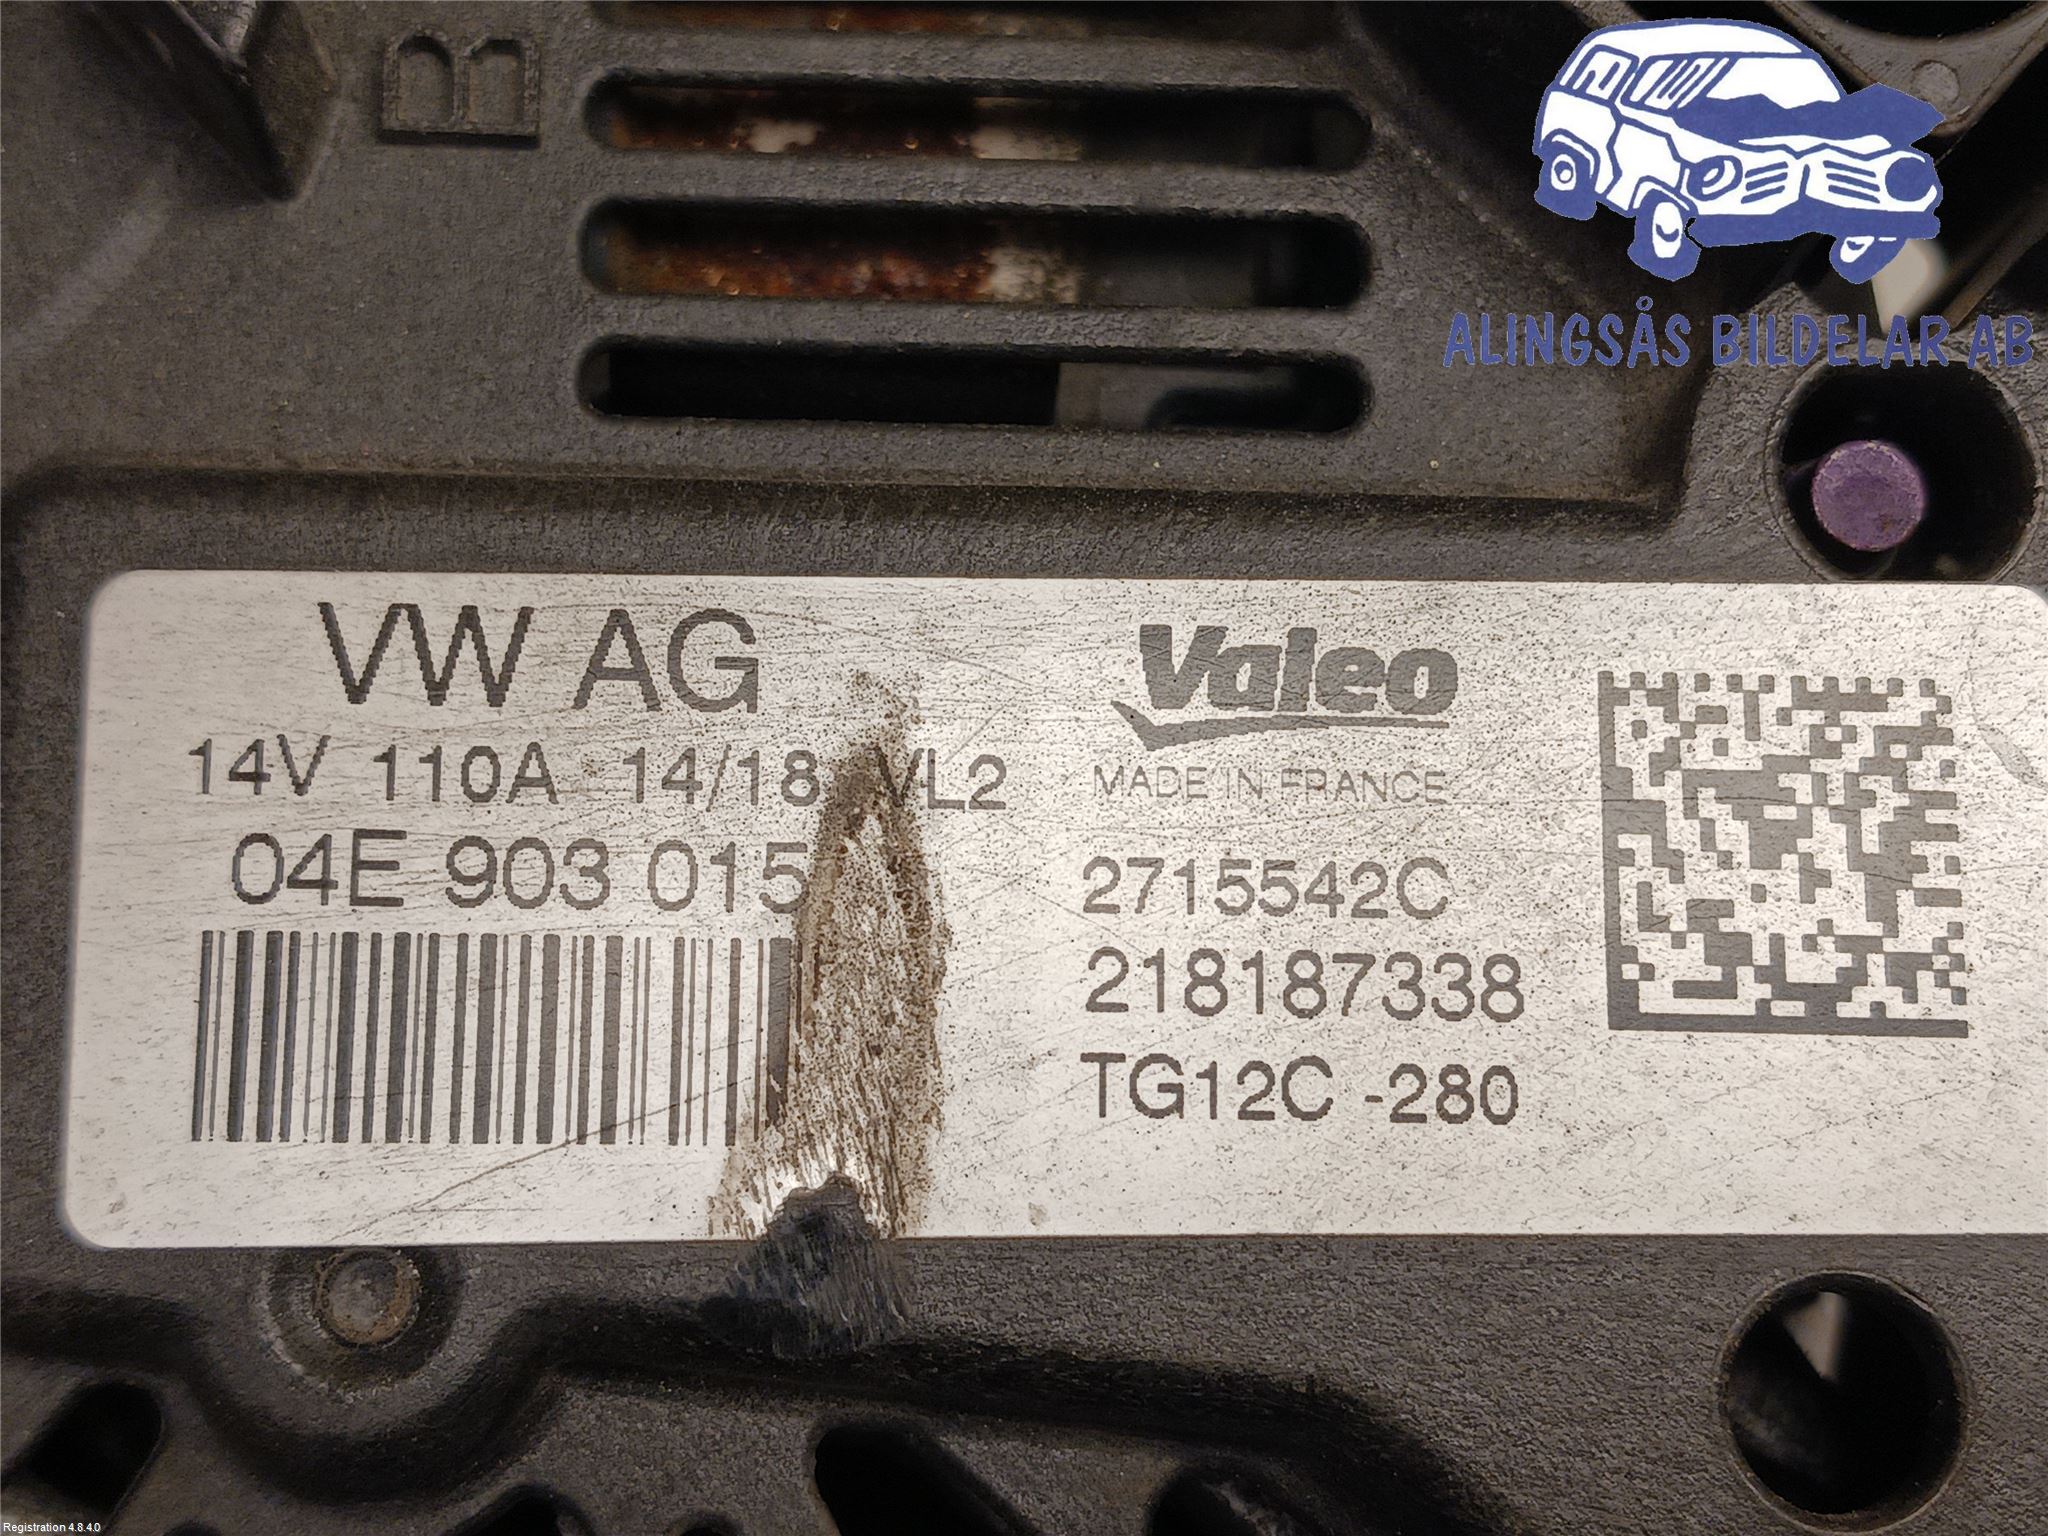 B
ALINGSÅS BILDELAR AB
VW AG
14V 110A 14/18 VL2
04E 903 015
Valeo
MADE IN FRANCE
2715542C
218187338
TG12C -280
Registration 4.8.4.0